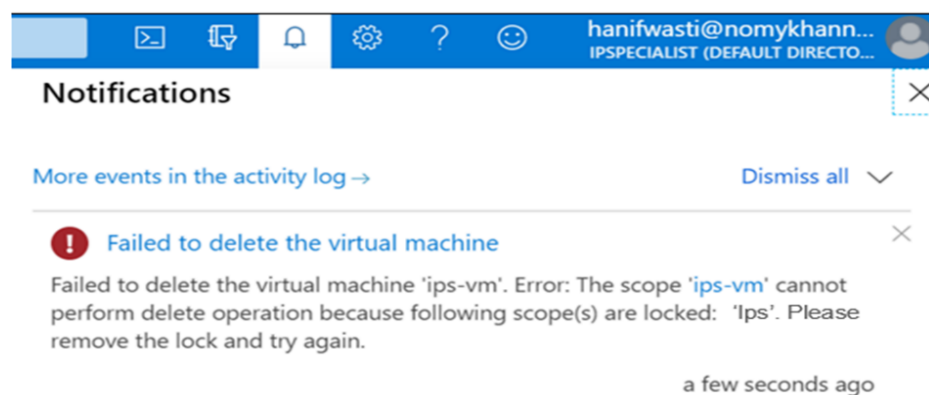 hanifwasti@nomykhann...
IPSPECIALIST (DEFAULT DIRECTO...
Notifications
More events in the activity log →
Dismiss all
Failed to delete the virtual machine
Failed to delete the virtual machine 'ips-vm'. Error: The scope 'ips-vm' cannot
perform delete operation because following scope(s) are locked: 'Ips'. Please
remove the lock and try again.
a few seconds ago